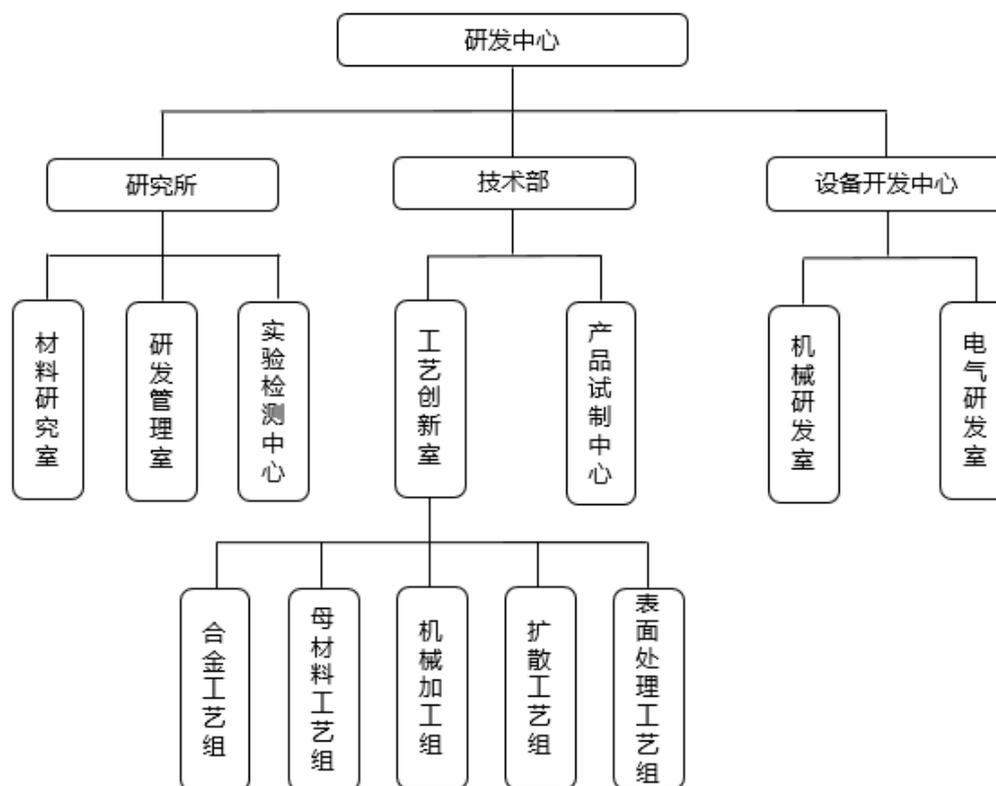 研发中心
研究所
技术部
设备开发中心
材料研究室
研发管理室
实验检测中心
工艺创新室
产品试制中心
机械研发室
电气研发室
合金工艺组
母材料工艺组
机械加工组
扩散工艺组
表面处理工艺组